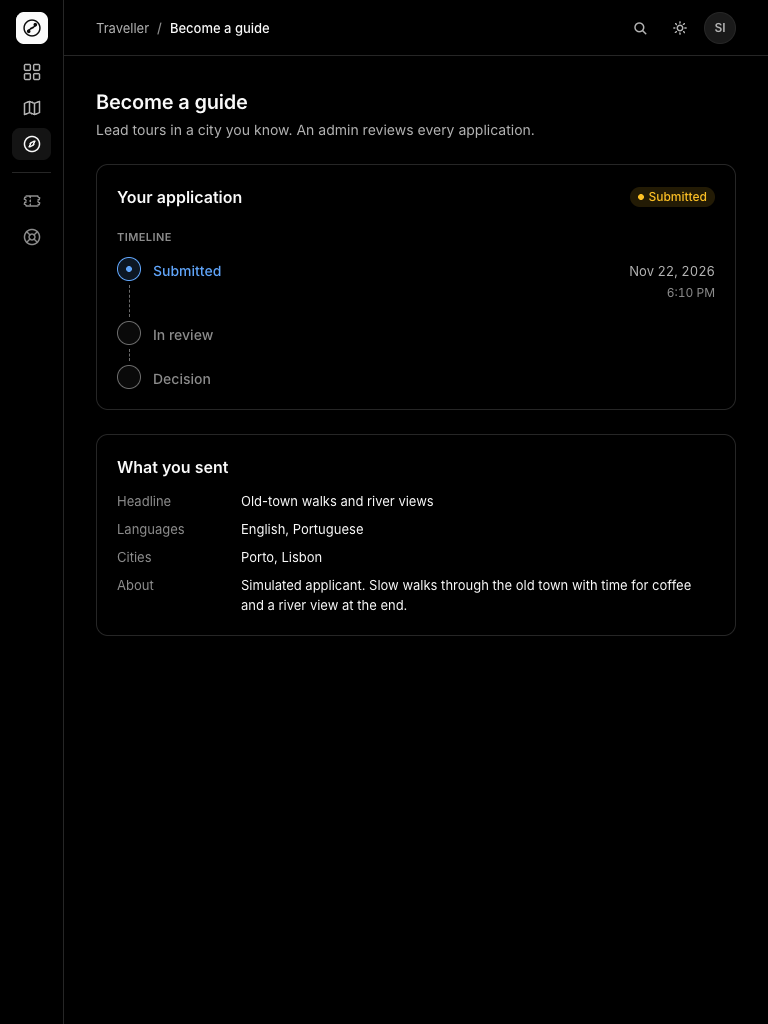 Traveller / Become a guide
SI
Become a guide
Lead tours in a city you know. An admin reviews every application.
Your application
Submitted
TIMELINE
Submitted
Nov 22, 2026
6:10 PM
In review
Decision
What you sent
Headline
Old-town walks and river views
Languages
English, Portuguese
Cities
Porto, Lisbon
About
Simulated applicant. Slow walks through the old town with time for coffee
and a river view at the end.